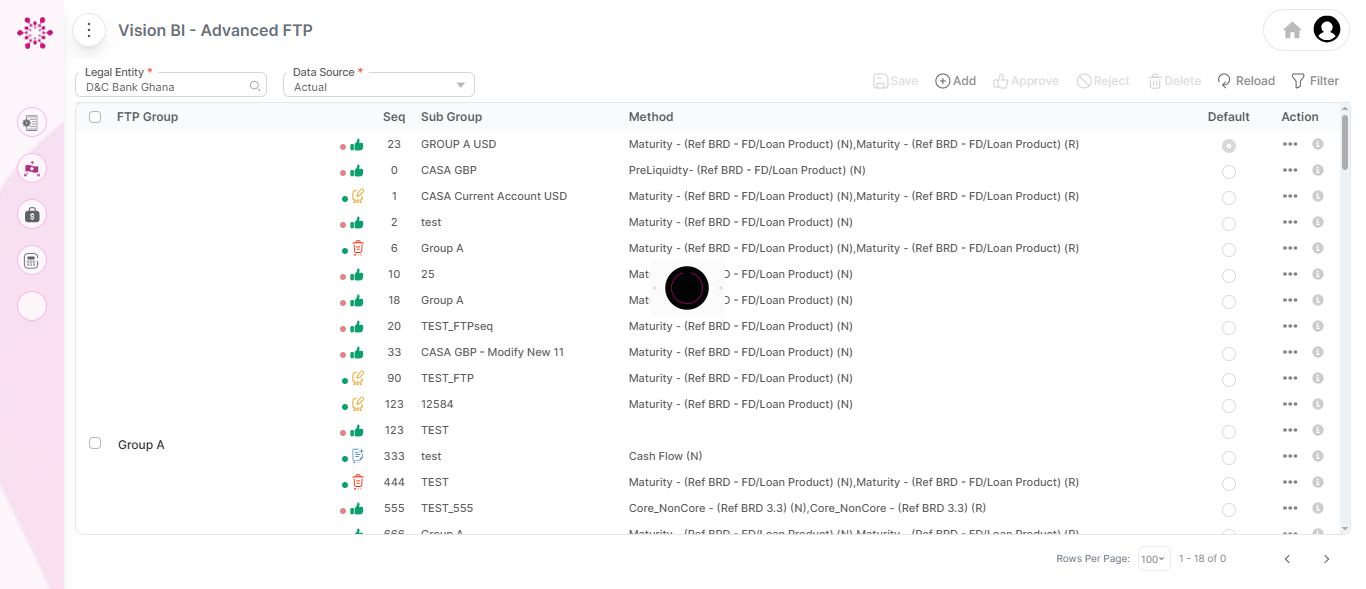 Vision BI - Advanced FTP
Legal Entity *
D&C Bank Ghana
Data Source *
Actual
Save Add Approve Reject Delete Reload Filter
FTP Group Seq Sub Group Method Default Action
23 GROUP A USD Maturity - (Ref BRD - FD/Loan Product) (N),Maturity - (Ref BRD - FD/Loan Product) (R)
0 CASA GBP PreLiquidty- (Ref BRD - FD/Loan Product) (N)
1 CASA Current Account USD Maturity - (Ref BRD - FD/Loan Product) (N),Maturity - (Ref BRD - FD/Loan Product) (R)
2 test Maturity - (Ref BRD - FD/Loan Product) (N)
6 Group A Maturity - (Ref BRD - FD/Loan Product) (N),Maturity - (Ref BRD - FD/Loan Product) (R)
10 25 Mat D - FD/Loan Product) (N)
18 Group A Mat D - FD/Loan Product) (N)
20 TEST_FTPseq Maturity - (Ref BRD - FD/Loan Product) (N)
33 CASA GBP - Modify New 11 Maturity - (Ref BRD - FD/Loan Product) (N)
90 TEST_FTP Maturity - (Ref BRD - FD/Loan Product) (N)
123 12584 Maturity - (Ref BRD - FD/Loan Product) (N)
123 TEST
Group A
333 test Cash Flow (N)
444 TEST Maturity - (Ref BRD - FD/Loan Product) (N),Maturity - (Ref BRD - FD/Loan Product) (R)
555 TEST_555 Core_NonCore - (Ref BRD 3.3) (N),Core_NonCore - (Ref BRD 3.3) (R)
666 Group A Maturity - (Ref BRD - FD/Loan Product) (N),Maturity - (Ref BRD - FD/Loan Product) (R)
Rows Per Page: 100 1 - 18 of 0